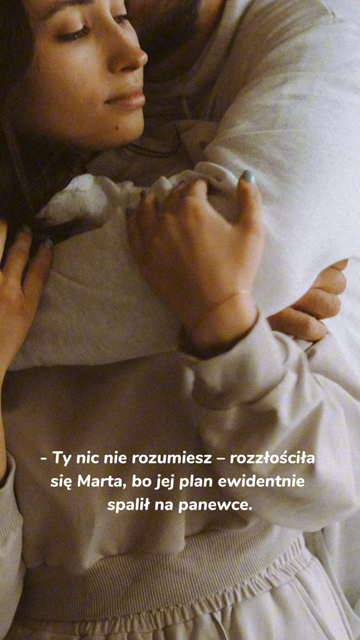 - Ty nic nie rozumiesz – rozzłościła
się Marta, bo jej plan ewidentnie
spalił na panewce.